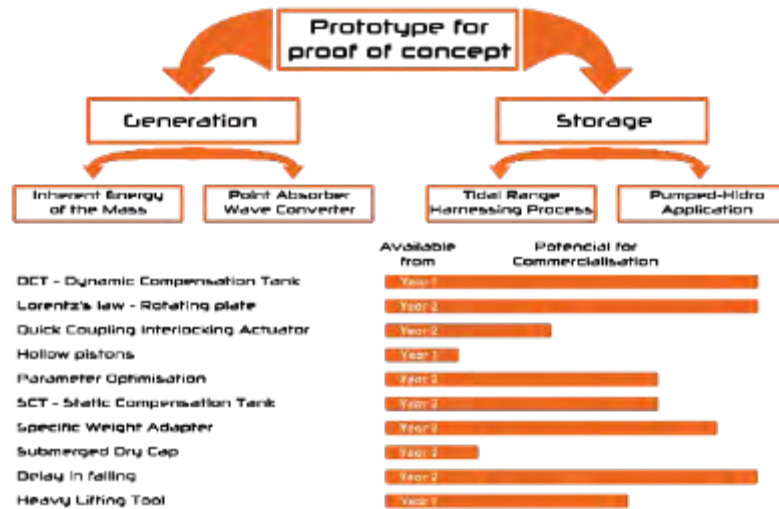 Prototype for
proof of concept
Generation
Storage
Inherent Energy
of the Mass
Point Absorber
Wave Converter
Tidal Range
Harnessing Process
Pumped-Hidro
Application
Available
from
Potencial for
Commercialisation
DCT - Dynamic Compensation Tank
Year 1
Lorentz's law - Rotating plate
Year 2
Quick Coupling Interlocking Actuator
Year 2
Hollow pistons
Year 1
Parameter Optimisation
Year
SCT - Static Compensation Tank
Year
Specific Weight Adapter
Year
Submerged Dry Cap
Year
Delay in falling
Year 2
Heavy Lifting Tool
Year 1